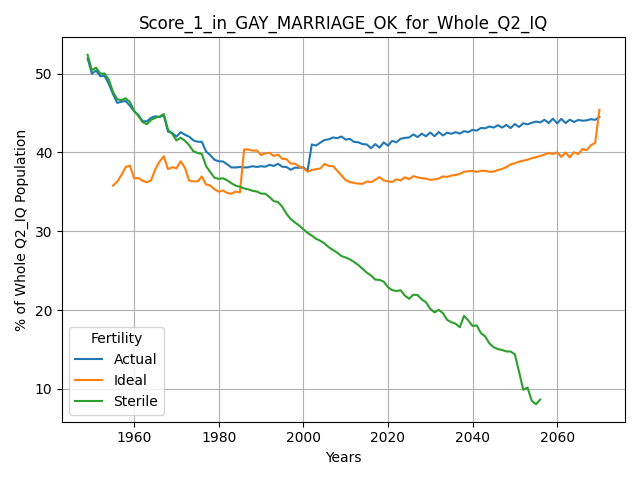 Score_1_in_GAY_MARRIAGE_OK_for_Whole_Q2_IQ
% of Whole Q2_IQ Population
50
40
30
20
10
Fertility
Actual
Ideal
Sterile
1960 1980 2000 2020 2040 2060
Years